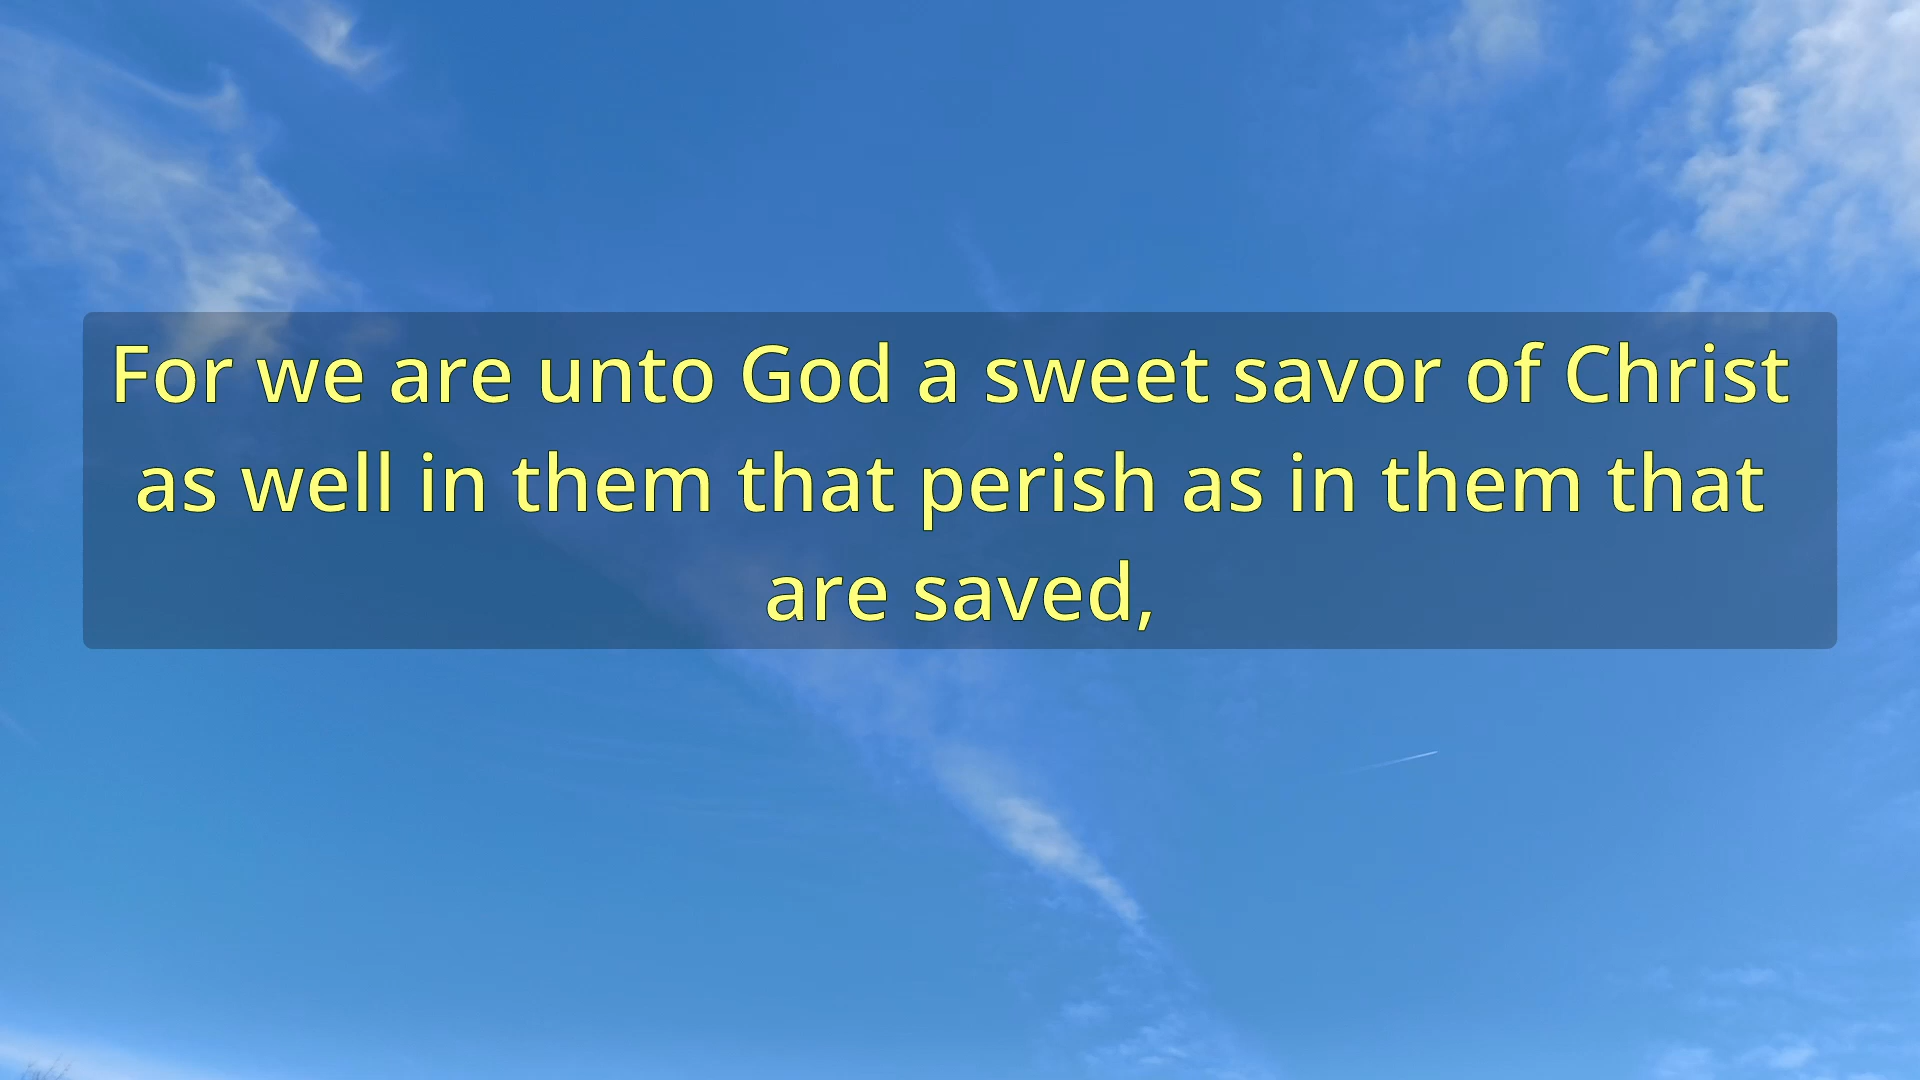 For we are unto God a sweet savor of Christ
as well in them that perish as in them that
are saved,